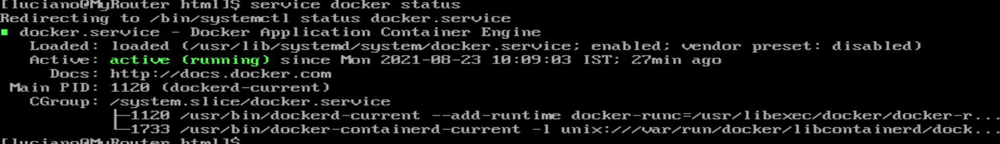 [luciano@MyRouter html]$ service docker status
Redirecting to /bin/systemctl status docker.service
■ docker.service - Docker Application Container Engine
   Loaded: loaded (/usr/lib/systemd/system/docker.service; enabled; vendor preset: disabled)
   Active: active (running) since Mon 2021-08-23 10:09:03 IST; 27min ago
     Docs: http://docs.docker.com
 Main PID: 1120 (dockerd-current)
   CGroup: /system.slice/docker.service
           ├─1120 /usr/bin/dockerd-current --add-runtime docker-runc=/usr/libexec/docker/docker-r...
           └─1733 /usr/bin/docker-containerd-current -l unix:///var/run/docker/libcontainerd/dock...
[luciano@MyRouter html]$